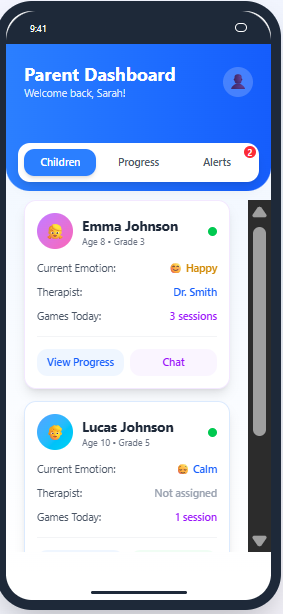 9:41
Parent Dashboard
Welcome back, Sarah!
Children
Progress
Alerts
2
Emma Johnson
Age 8 • Grade 3
Current Emotion: 😊 Happy
Therapist: Dr. Smith
Games Today: 3 sessions
View Progress
Chat
Lucas Johnson
Age 10 • Grade 5
Current Emotion: 😊 Calm
Therapist: Not assigned
Games Today: 1 session